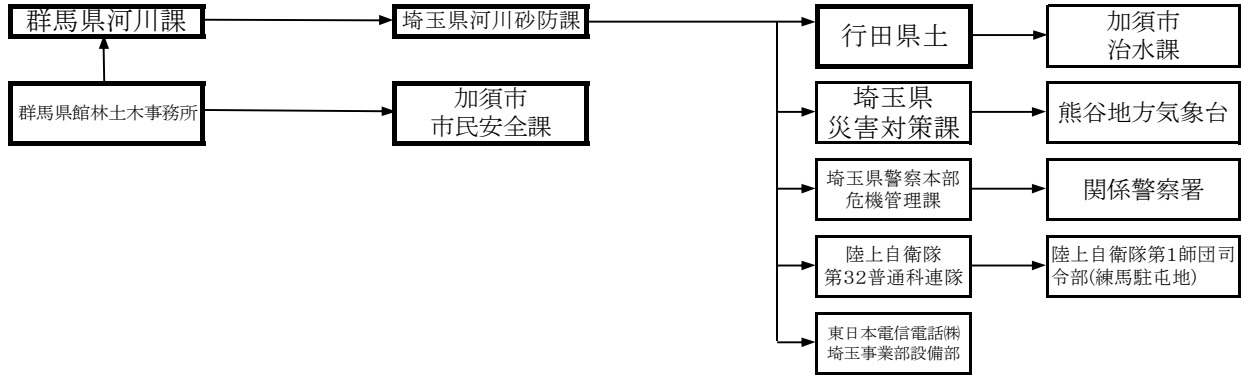 群馬県河川課
埼玉県河川砂防課
行田県土
加須市
治水課
群馬県館林土木事務所
加須市
市民安全課
埼玉県
災害対策課
熊谷地方気象台
埼玉県警察本部
危機管理課
関係警察署
陸上自衛隊
第32普通科連隊
陸上自衛隊第1師団司
令部(練馬駐屯地)
東日本電信電話㈱
埼玉事業部設備部